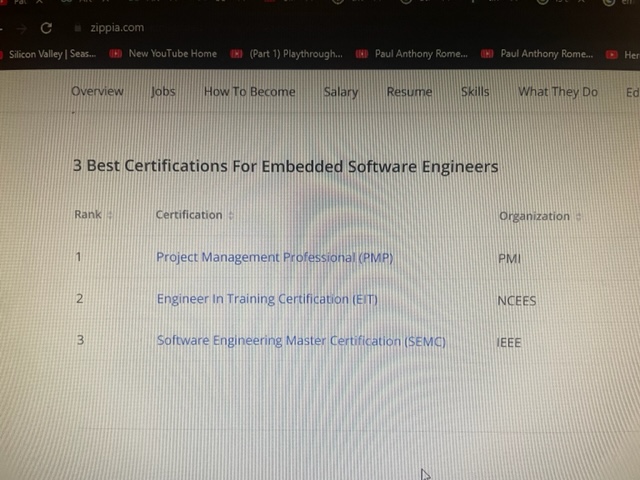 zippia.com
Silicon Valley | Seas... New YouTube Home (Part 1) Playthrough... Paul Anthony Rome... Paul Anthony Rome... Her
Overview Jobs How To Become Salary Resume Skills What They Do Ed
3 Best Certifications For Embedded Software Engineers
Rank Certification Organization
1 Project Management Professional (PMP) PMI
2 Engineer In Training Certification (EIT) NCEES
3 Software Engineering Master Certification (SEMC) IEEE